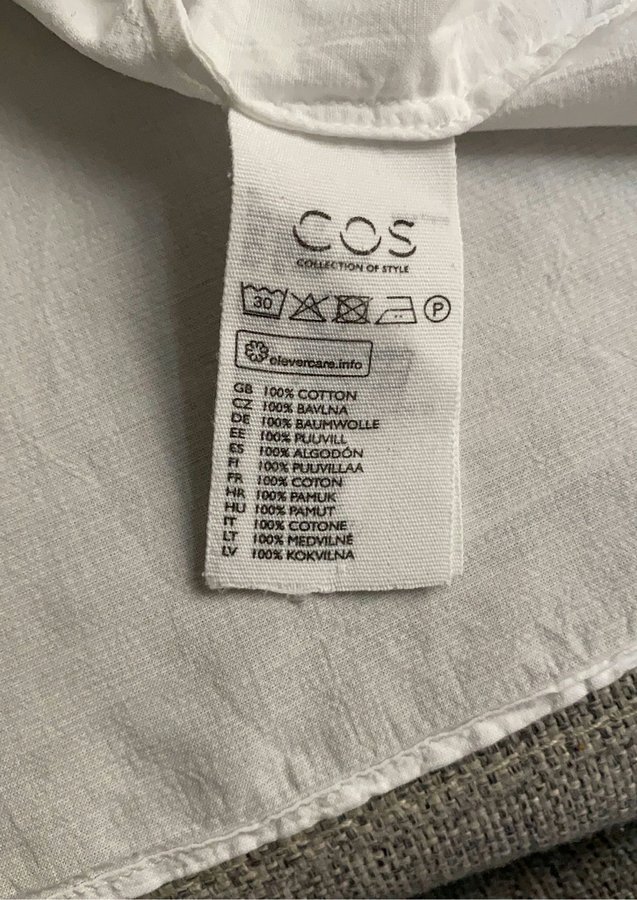 COS
COLLECTION OF STYLE
30 P
clevercare.info
GB 100% COTTON
CZ 100% BAVLNA
DE 100% BAUMWOLLE
EE 100% PUUVILL
ES 100% ALGODÓN
FI 100% PUUVILLAA
FR 100% COTON
HR 100% PAMUK
HU 100% PAMUT
IT 100% COTONE
LT 100% MEDVILNĖ
LV 100% KOKVILNA